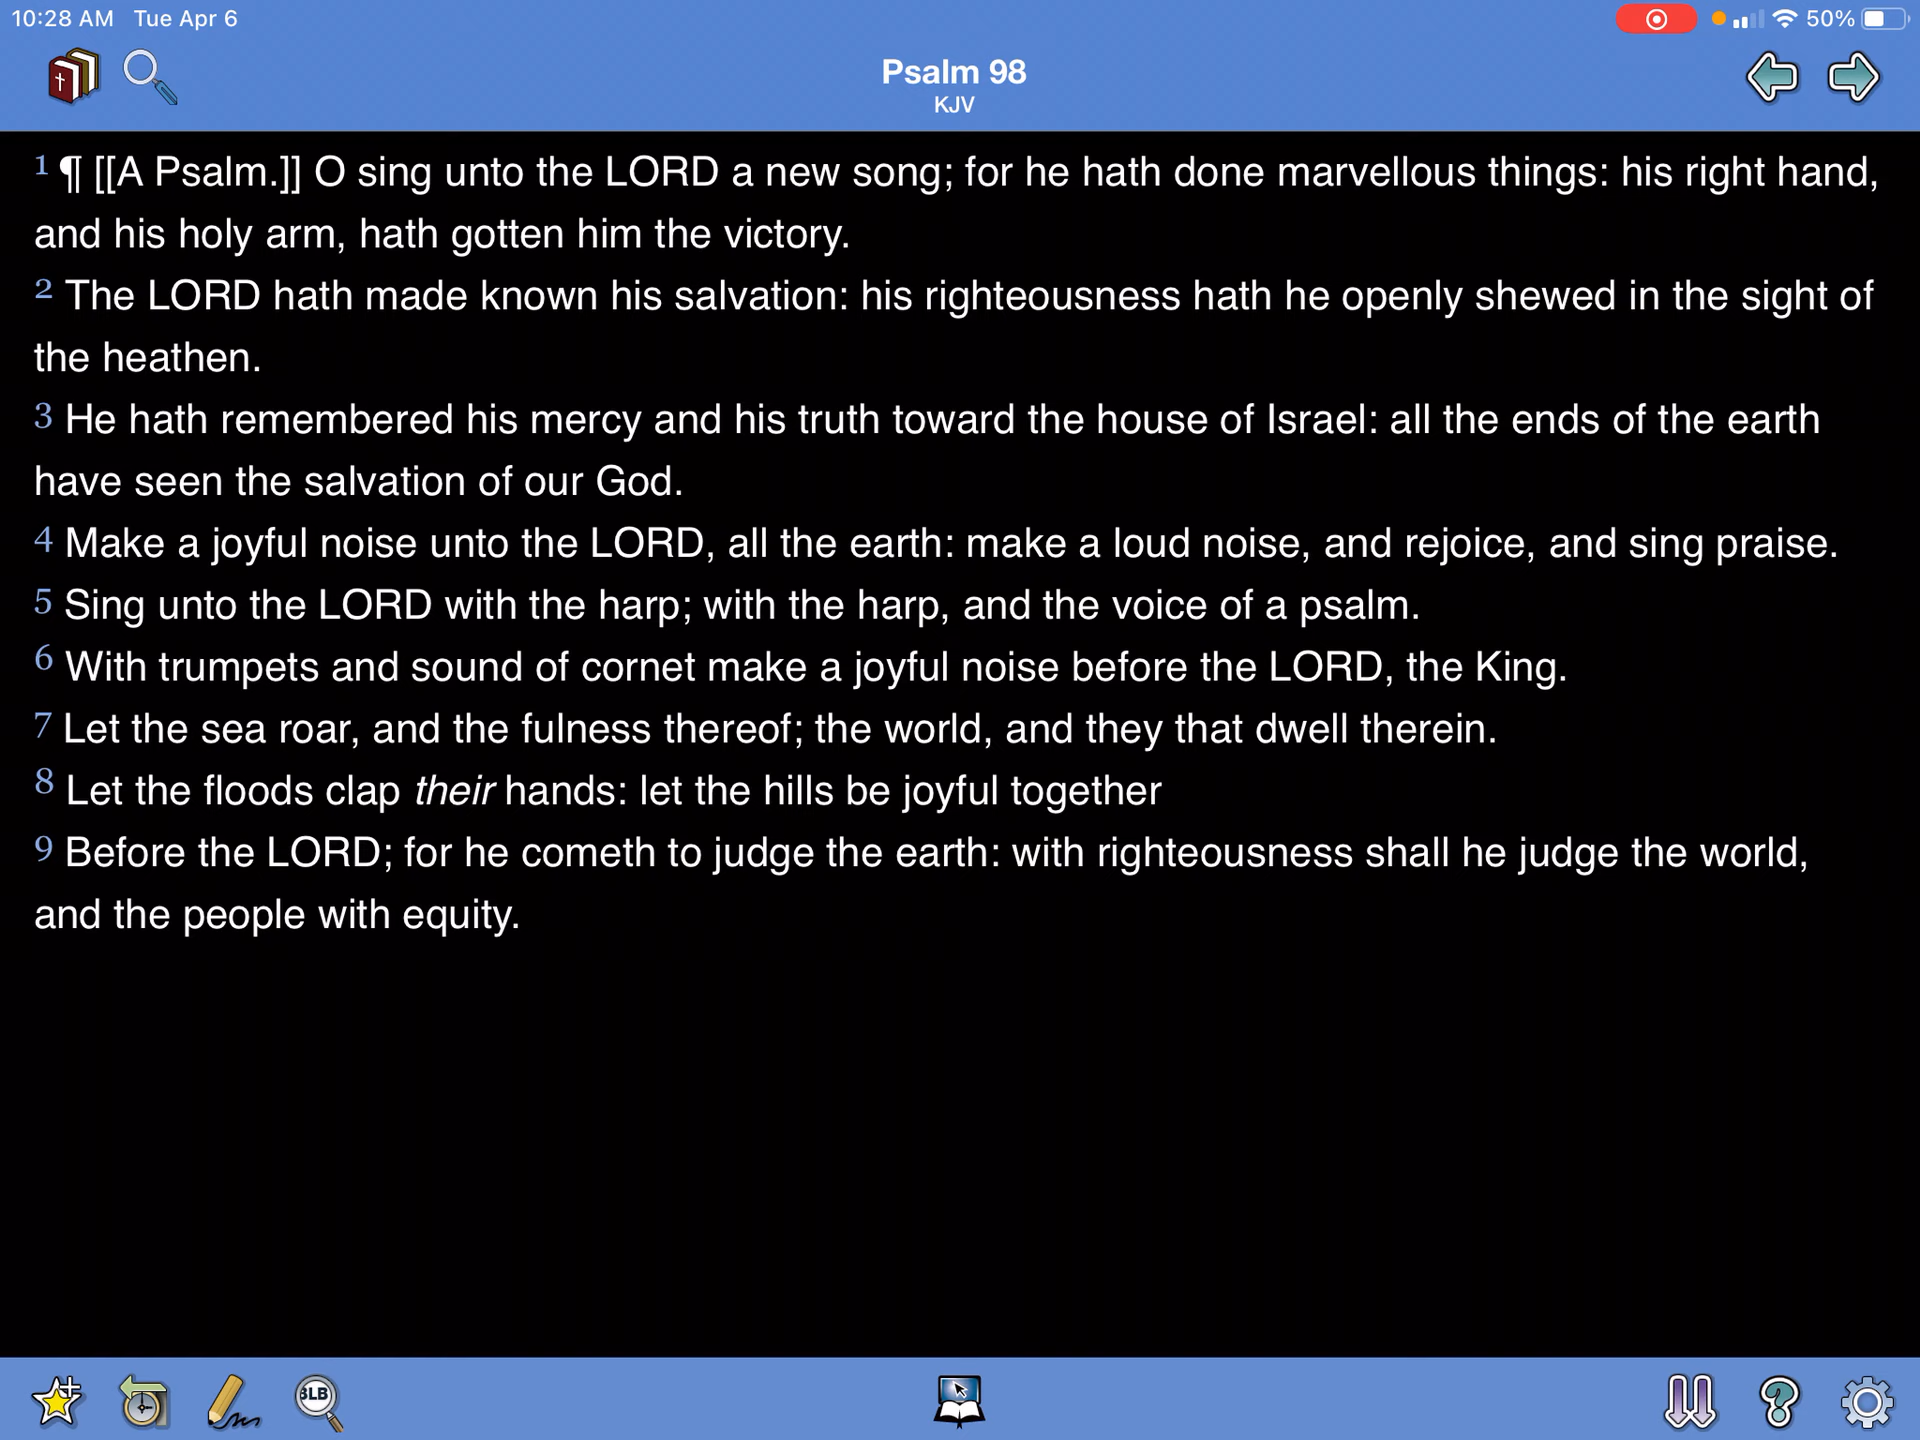 10:28 AM Tue Apr 6 50%
Psalm 98
KJV
1 ¶ [[A Psalm.]] O sing unto the LORD a new song; for he hath done marvellous things: his right hand,
and his holy arm, hath gotten him the victory.
2 The LORD hath made known his salvation: his righteousness hath he openly shewed in the sight of
the heathen.
3 He hath remembered his mercy and his truth toward the house of Israel: all the ends of the earth
have seen the salvation of our God.
4 Make a joyful noise unto the LORD, all the earth: make a loud noise, and rejoice, and sing praise.
5 Sing unto the LORD with the harp; with the harp, and the voice of a psalm.
6 With trumpets and sound of cornet make a joyful noise before the LORD, the King.
7 Let the sea roar, and the fulness thereof; the world, and they that dwell therein.
8 Let the floods clap their hands: let the hills be joyful together
9 Before the LORD; for he cometh to judge the earth: with righteousness shall he judge the world,
and the people with equity.
BLB